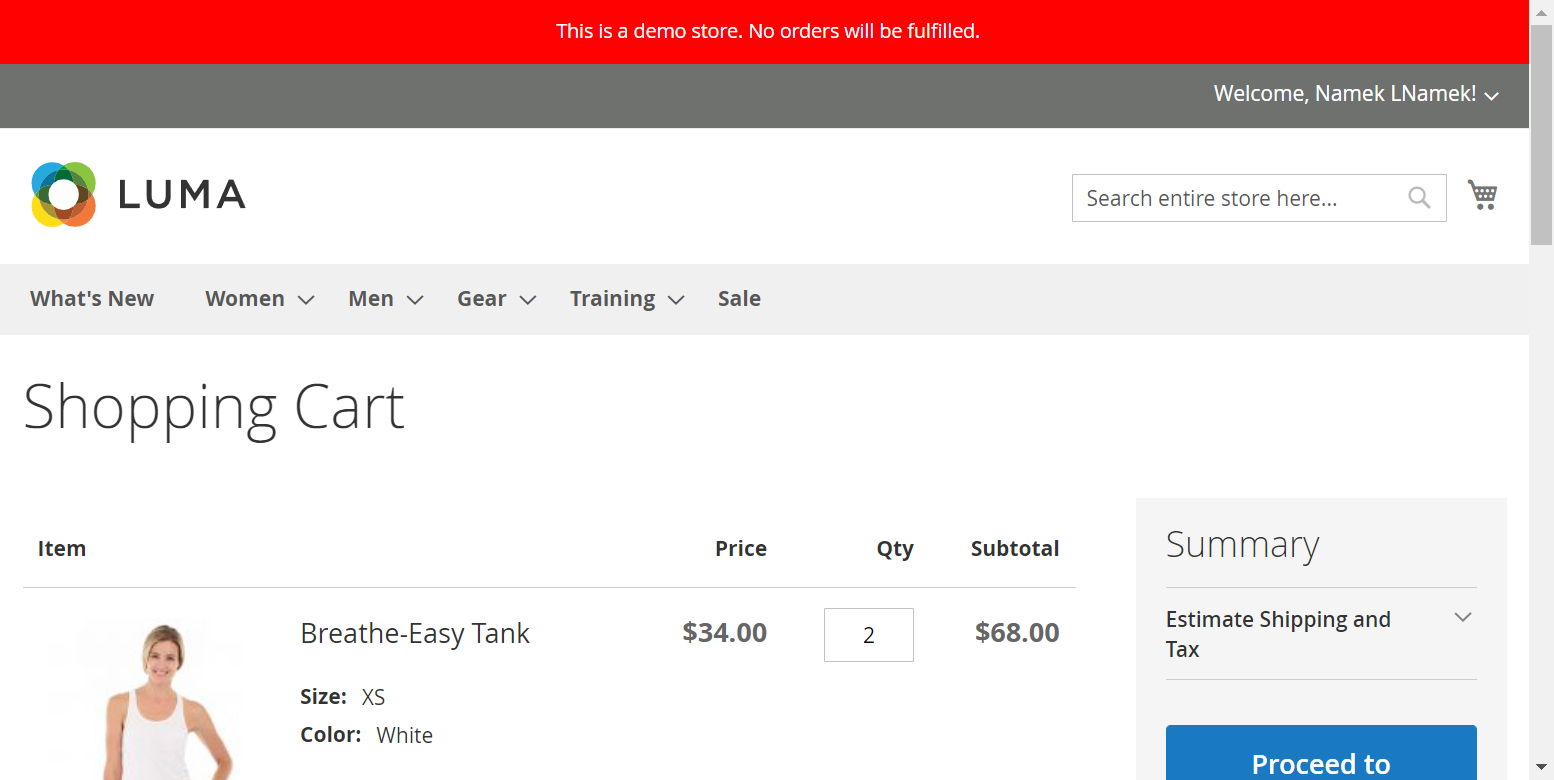 This is a demo store. No orders will be fulfilled.
Welcome, Namek LNamek!
LUMA
Search entire store here...
What's New Women Men Gear Training Sale
Shopping Cart
Item Price Qty Subtotal
Breathe-Easy Tank $34.00 2 $68.00
Size: XS
Color: White
Summary
Estimate Shipping and
Tax
Proceed to